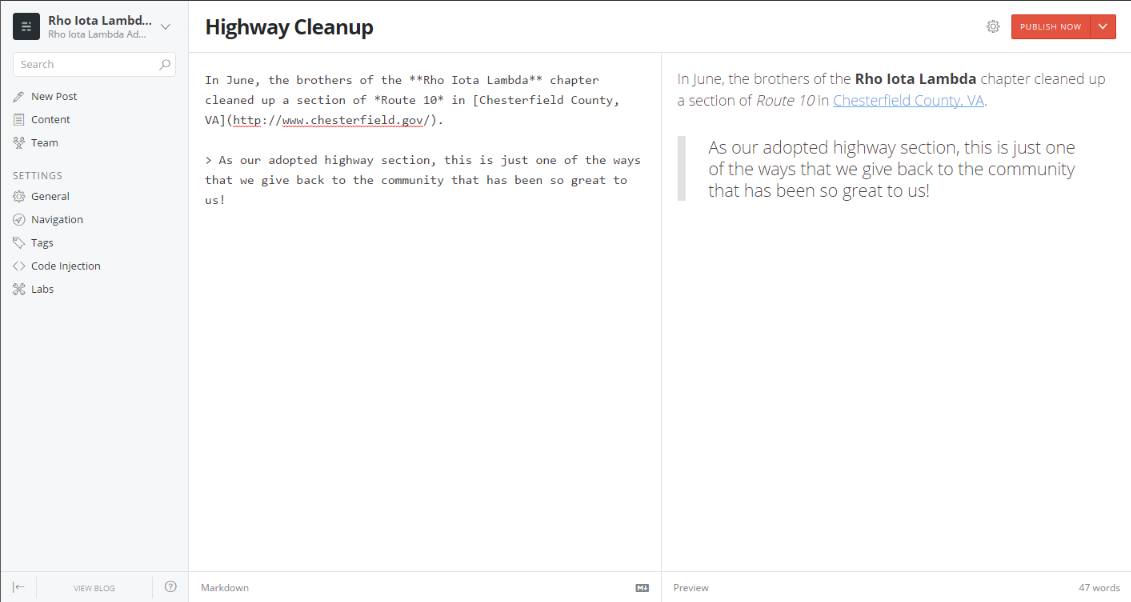 Rho Iota Lambd...
Rho Iota Lambda Ad...
Search
New Post
Content
Team
SETTINGS
General
Navigation
Tags
Code Injection
Labs
VIEW BLOG
Highway Cleanup
PUBLISH NOW
In June, the brothers of the **Rho Iota Lambda** chapter
cleaned up a section of *Route 10* in [Chesterfield County,
VA](http://www.chesterfield.gov/).
> As our adopted highway section, this is just one of the ways
that we give back to the community that has been so great to
us!
Markdown
M
In June, the brothers of the Rho Iota Lambda chapter cleaned up
a section of Route 10 in Chesterfield County, VA.
As our adopted highway section, this is just one
of the ways that we give back to the community
that has been so great to us!
Preview
47 words